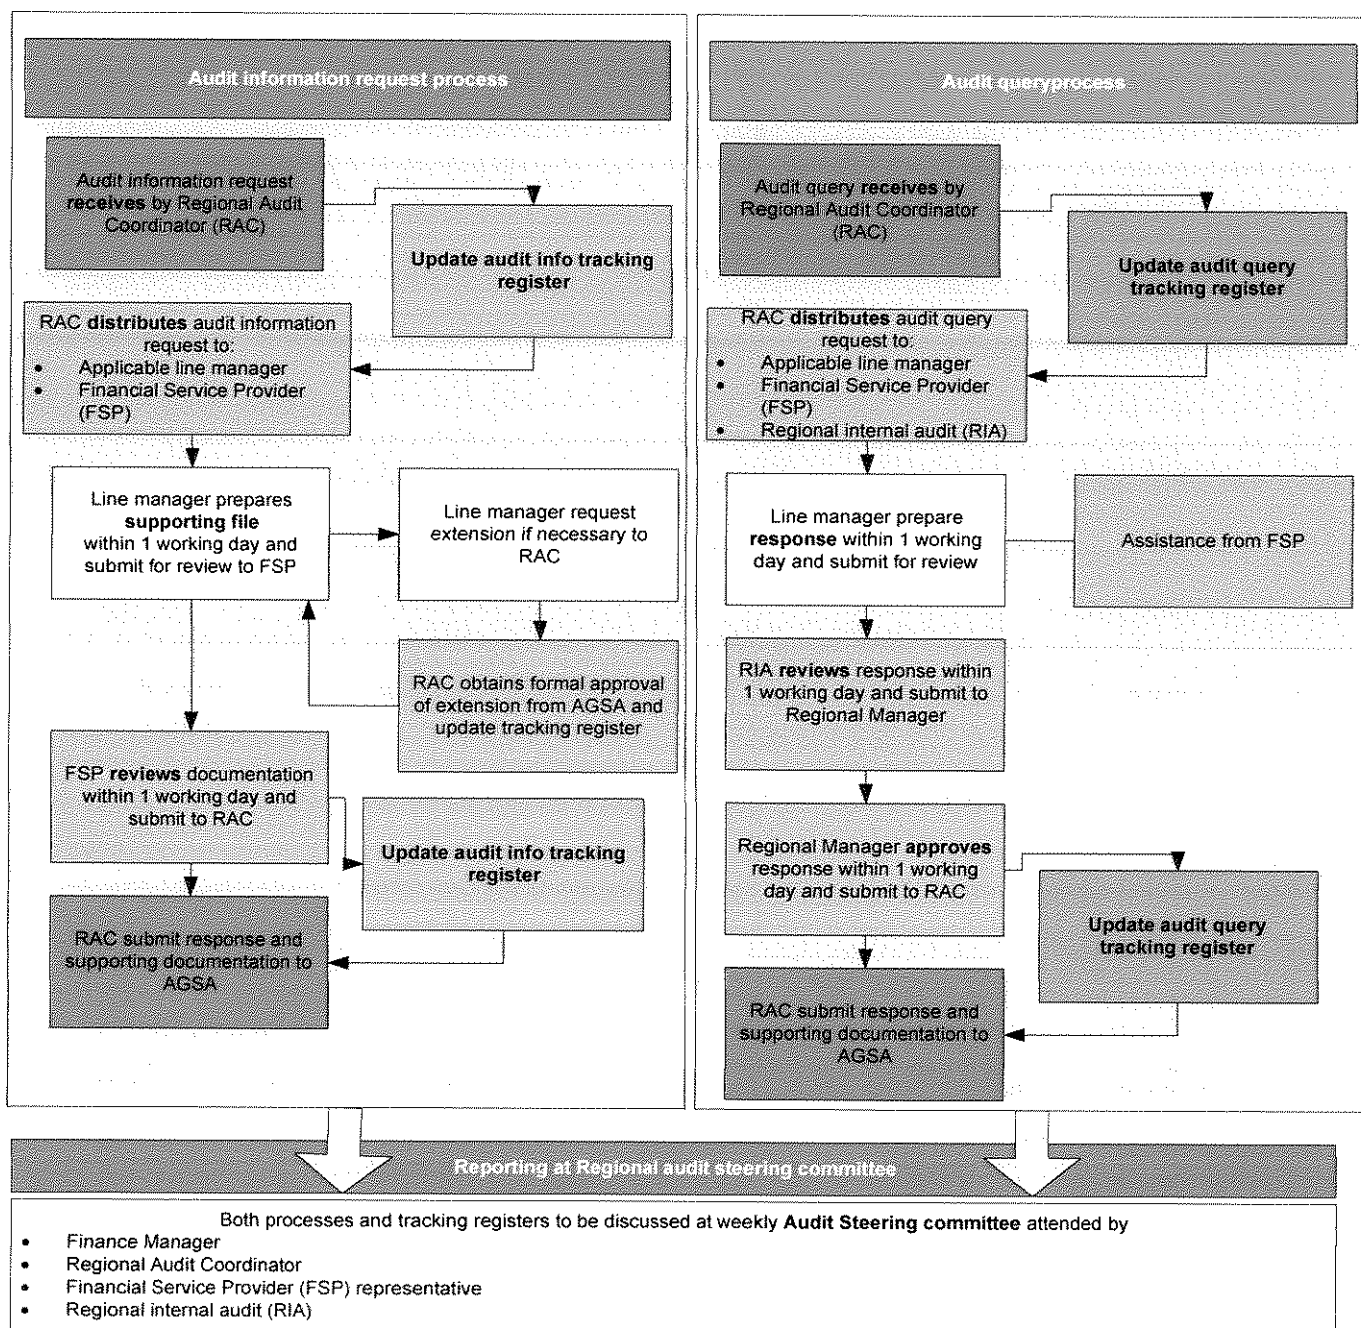 Audit information request process
Audit information request
receives by Regional Audit
Coordinator (RAC)
Update audit info tracking
register
RAC distributes audit information
request to:
• Applicable line manager
• Financial Service Provider
(FSP)
Line manager prepares
supporting file
within 1 working day and
submit for review to FSP
Line manager request
extension if necessary to
RAC
RAC obtains formal approval
of extension from AGSA and
update tracking register
FSP reviews documentation
within 1 working day and
submit to RAC
Update audit info tracking
register
RAC submit response and
supporting documentation to
AGSA
Audit queryprocess
Audit query receives by
Regional Audit Coordinator
(RAC)
Update audit query
tracking register
RAC distributes audit query
request to:
• Applicable line manager
• Financial Service Provider
(FSP)
• Regional internal audit (RIA)
Line manager prepare
response within 1 working
day and submit for review
Assistance from FSP
RIA reviews response within
1 working day and submit to
Regional Manager
Regional Manager approves
response within 1 working
day and submit to RAC
Update audit query
tracking register
RAC submit response and
supporting documentation to
AGSA
Reporting at Regional audit steering committee
Both processes and tracking registers to be discussed at weekly Audit Steering committee attended by
• Finance Manager
• Regional Audit Coordinator
• Financial Service Provider (FSP) representative
• Regional internal audit (RIA)